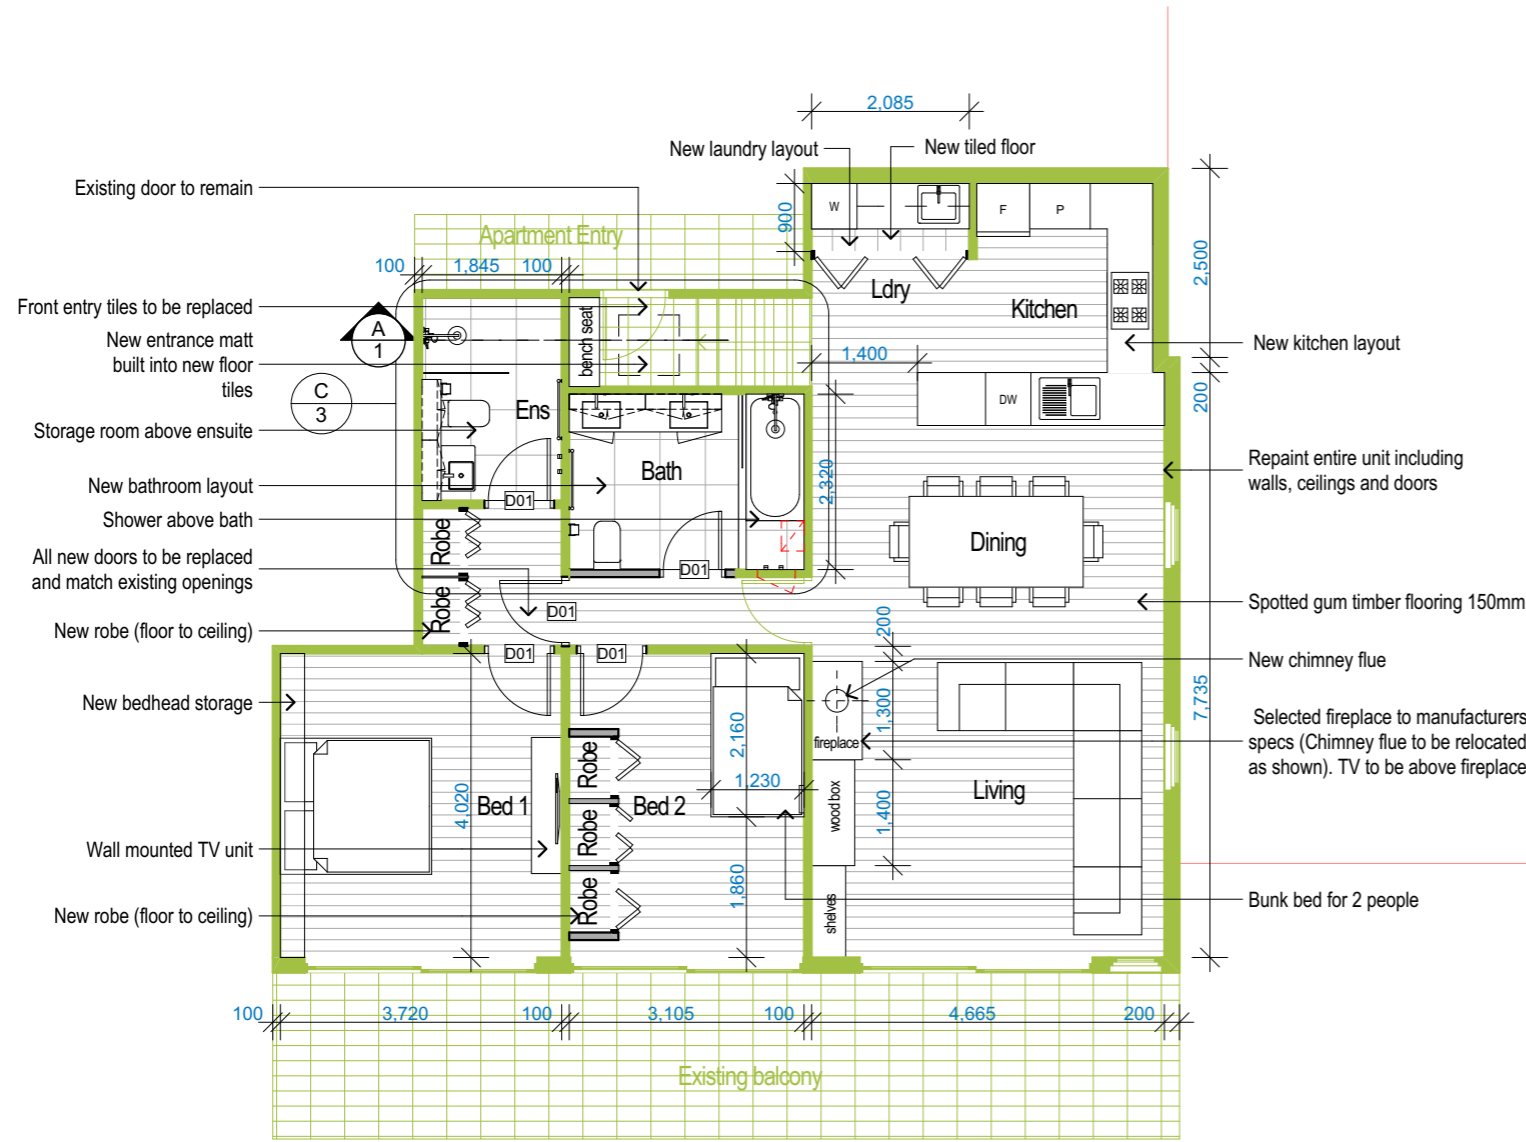 2,085
New laundry layout
New tiled floor
Existing door to remain
W
F
P
900
Apartment Entry
100
1,845
100
2,500
Ldry
Kitchen
Front entry tiles to be replaced
A
1
New entrance matt
built into new floor
tiles
bench seat
1,400
New kitchen layout
C
3
200
DW
Ens
Storage room above ensuite
Bath
2,320
Repaint entire unit including
walls, ceilings and doors
New bathroom layout
D01
Shower above bath
Robe
Dining
All new doors to be replaced
and match existing openings
D01
Robe
D01
Spotted gum timber flooring 150mm
New robe (floor to ceiling)
200
D01
D01
New chimney flue
New bedhead storage
7,735
1,300
2,160
fireplace
Selected fireplace to manufacturers
specs (Chimney flue to be relocated
as shown). TV to be above fireplace
Robe
1,230
Living
4,020
Bed 1
Bed 2
wood box
1,400
Robe
Wall mounted TV unit
1,860
Robe
shelves
Bunk bed for 2 people
New robe (floor to ceiling)
100
3,720
100
3,105
100
4,665
200
Existing balcony